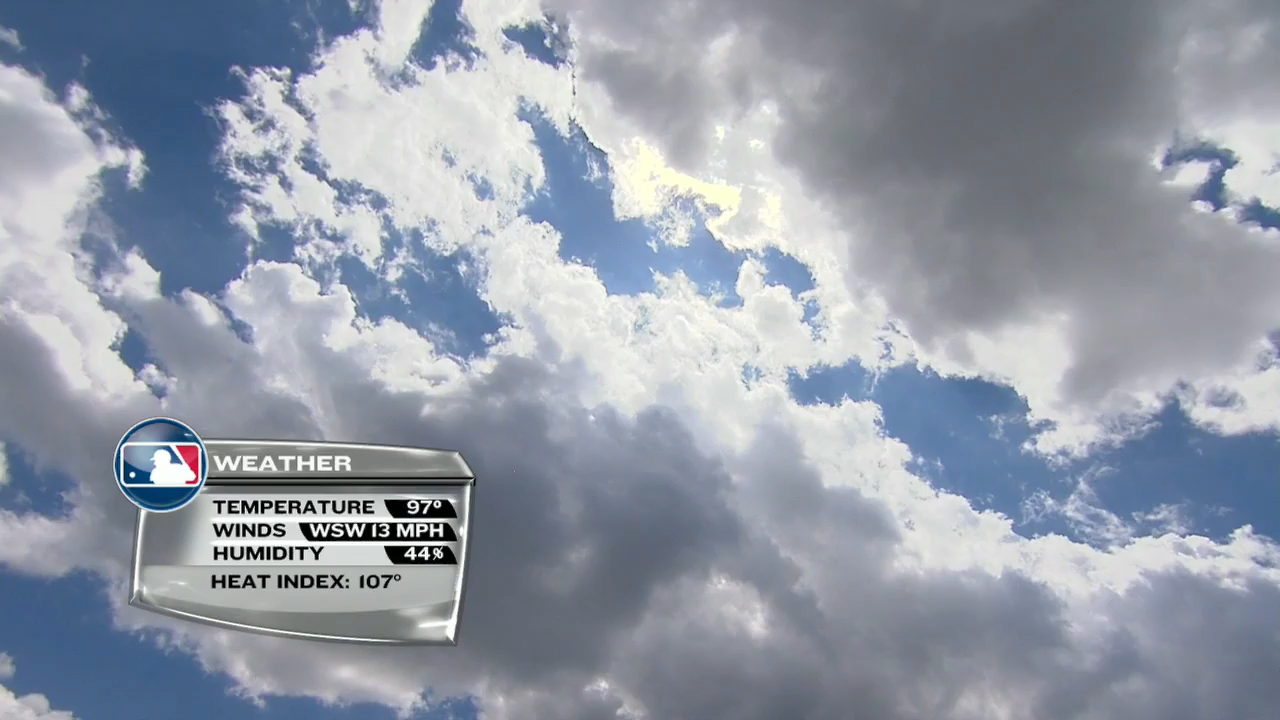 WEATHER
TEMPERATURE 97°
WINDS WSW 13 MPH
HUMIDITY 44%
HEAT INDEX: 107°